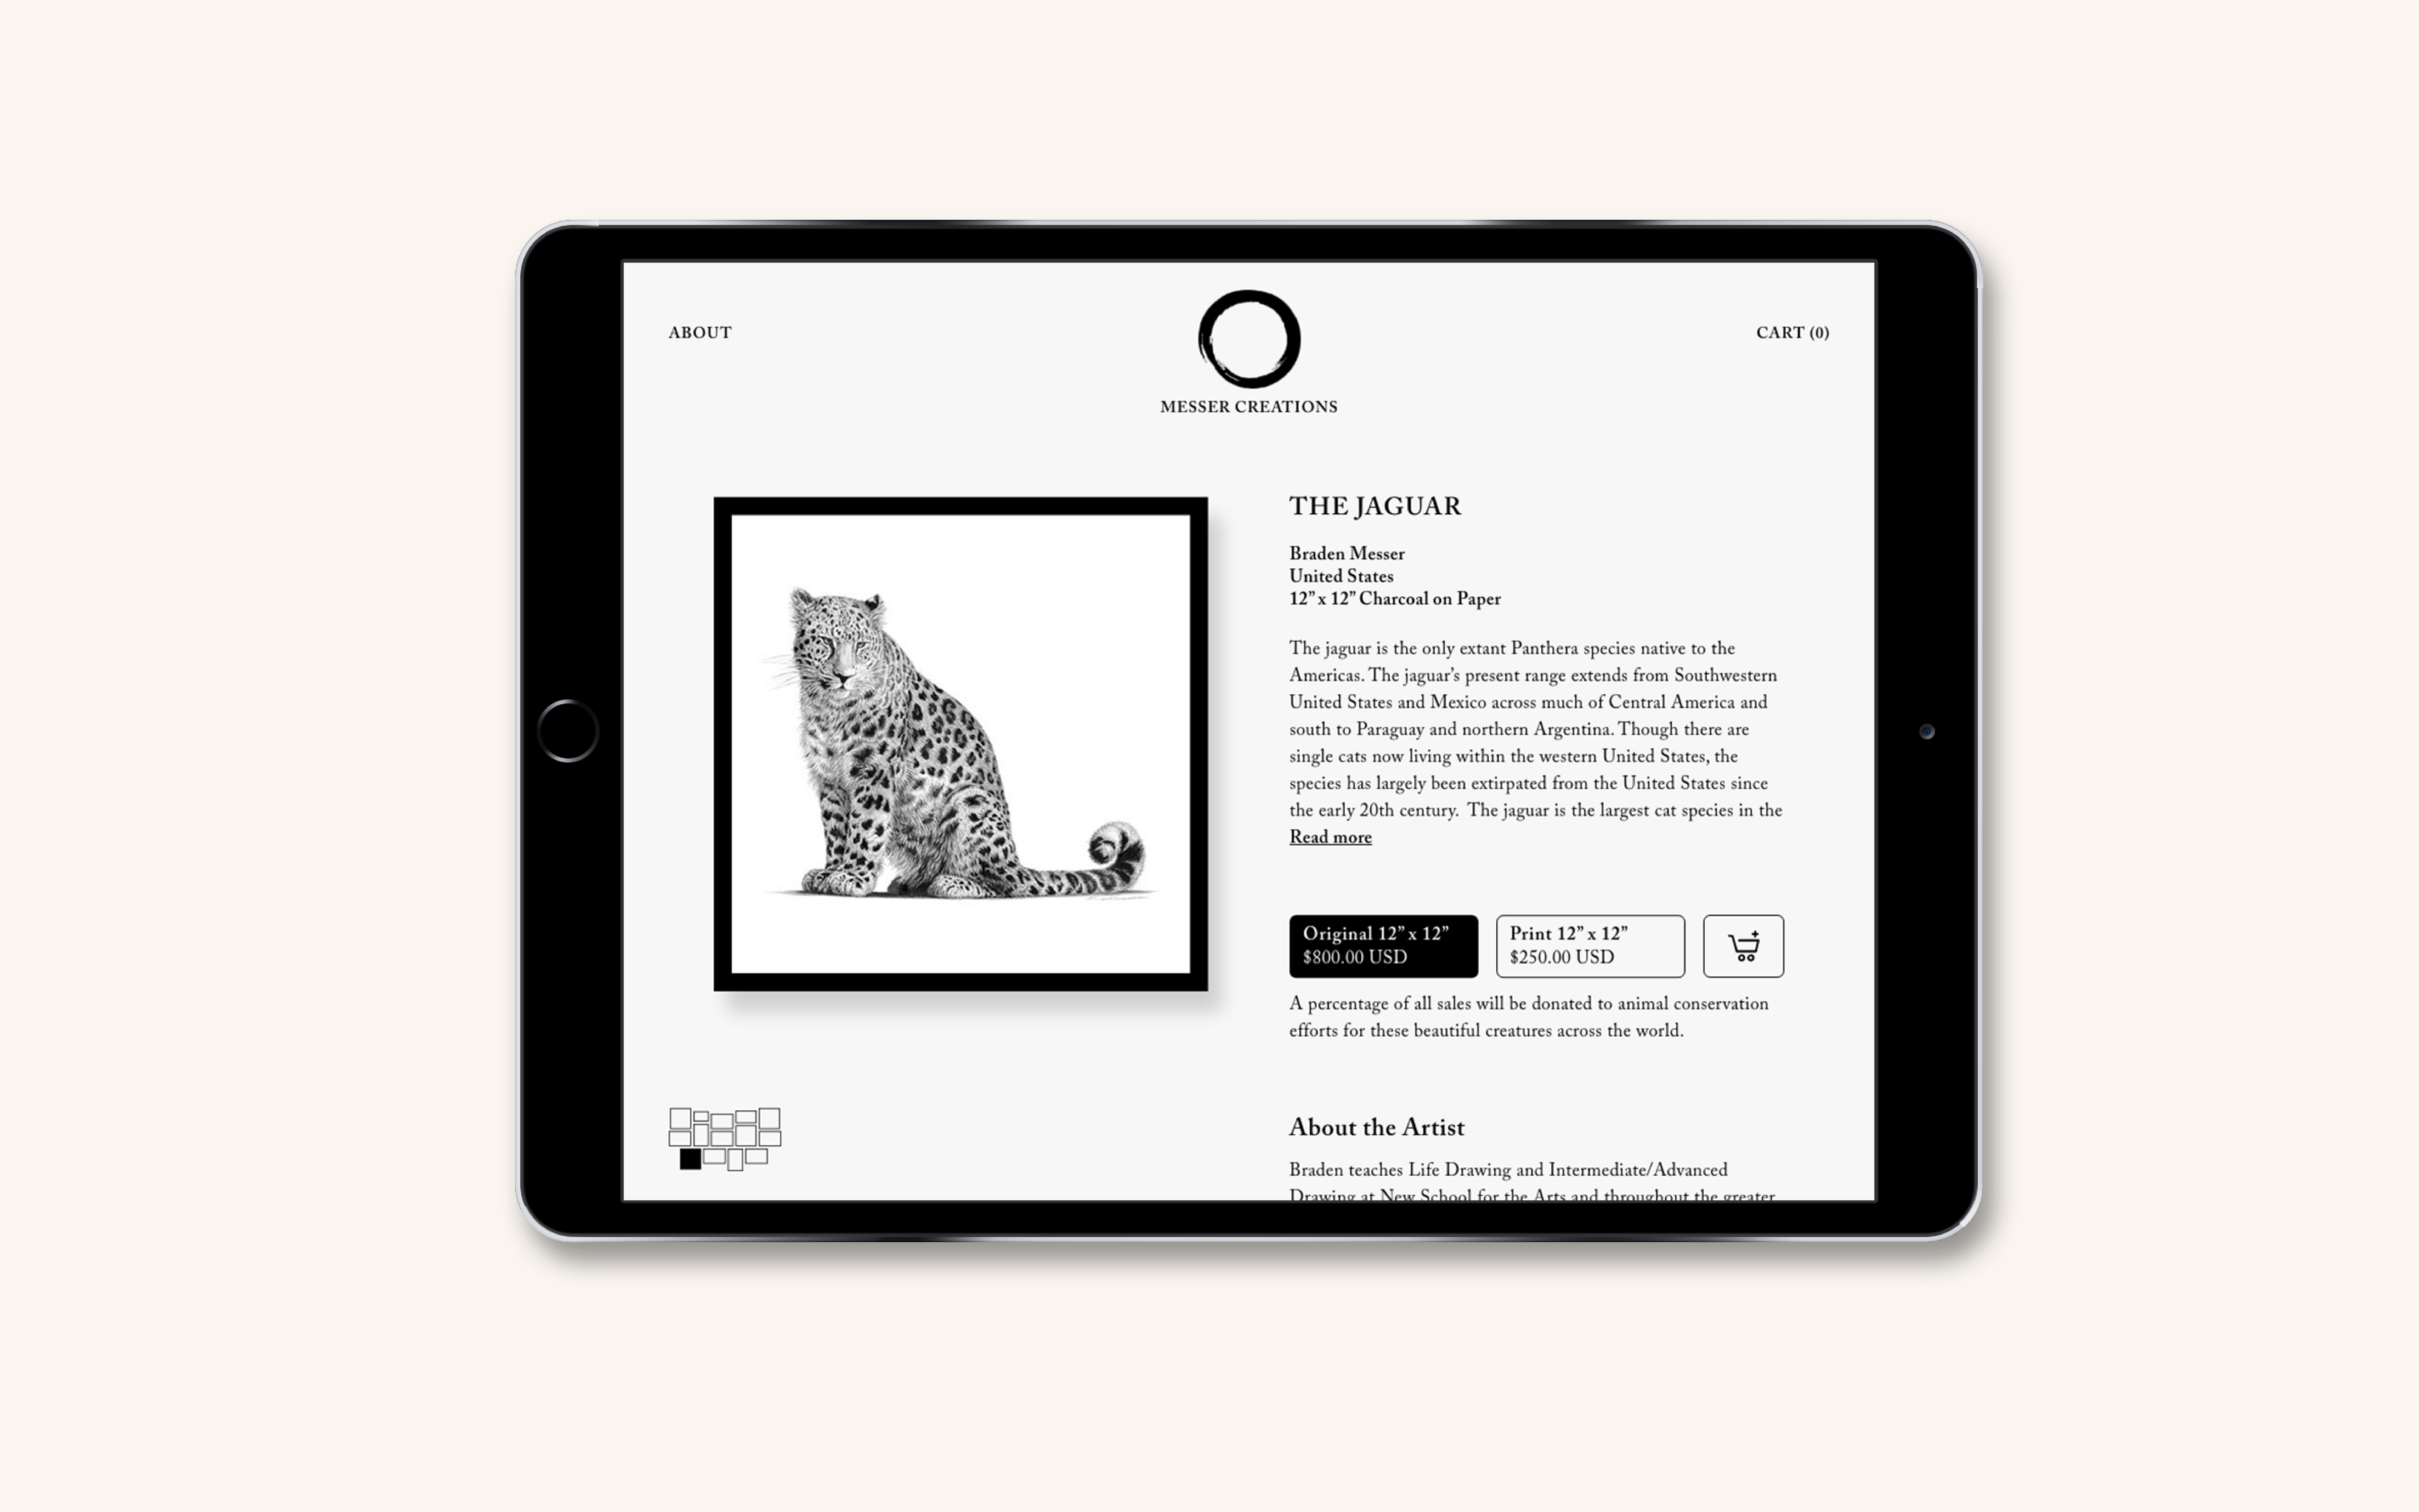 ABOUT
CART (0)
MESSER CREATIONS
THE JAGUAR
Braden Messer
United States
12” x 12” Charcoal on Paper
The jaguar is the only extant Panthera species native to the
Americas. The jaguar’s present range extends from Southwestern
United States and Mexico across much of Central America and
south to Paraguay and northern Argentina. Though there are
single cats now living within the western United States, the
species has largely been extirpated from the United States since
the early 20th century.  The jaguar is the largest cat species in the
Read more
Original 12” x 12”
$800.00 USD
Print 12” x 12”
$250.00 USD
A percentage of all sales will be donated to animal conservation
efforts for these beautiful creatures across the world.
About the Artist
Braden teaches Life Drawing and Intermediate/Advanced
Drawing at New School for the Arts and throughout the greater